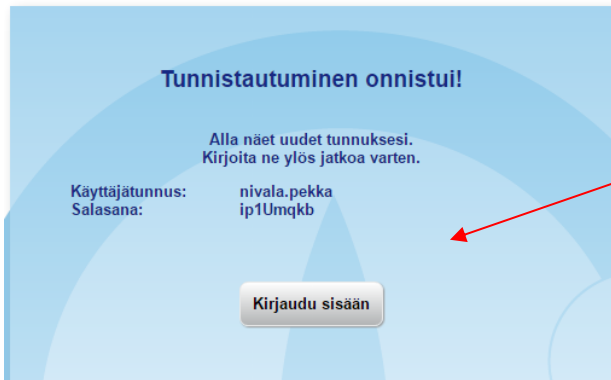 Tunnistautuminen onnistui!
Alla näet uudet tunnuksesi.
Kirjoita ne ylös jatkoa varten.
Käyttäjätunnus: nivala.pekka
Salasana: ip1Umqkb
Kirjaudu sisään